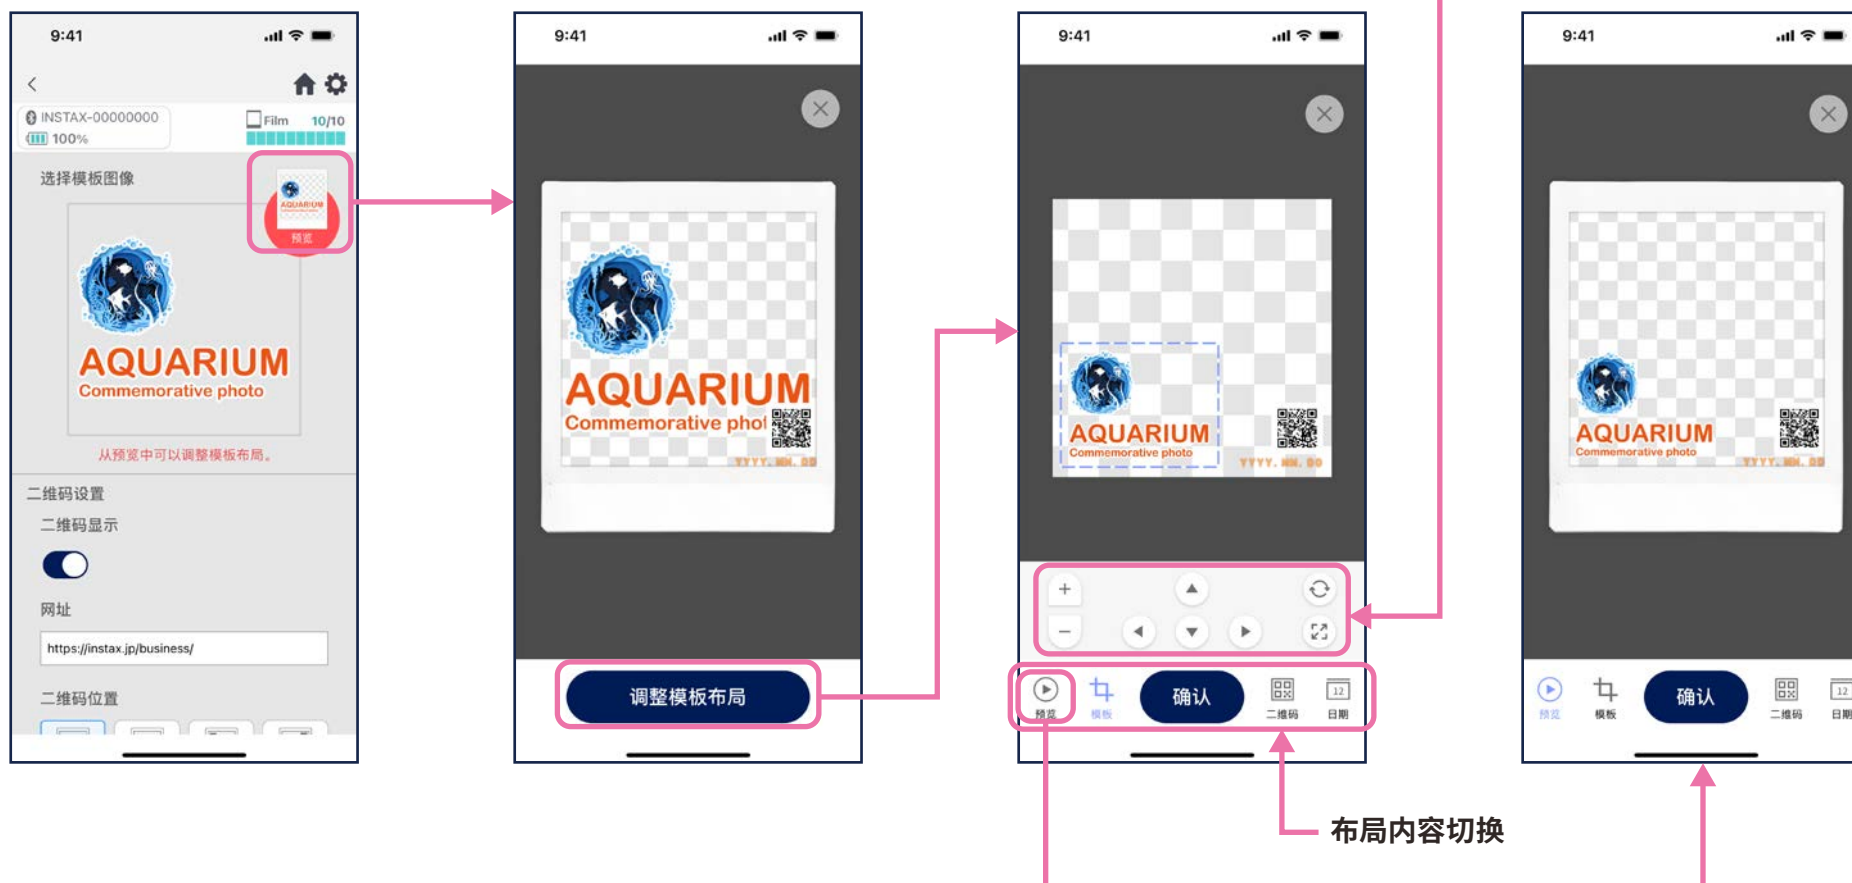 9:41
INSTAX-00000000
100%
Film 10/10
选择模板图像
AQUARIUM
预览
AQUARIUM
Commemorative photo
从预览中可以调整模板布局。
二维码设置
二维码显示
网址
https://instax.jp/business/
二维码位置
9:41
AQUARIUM
Commemorative phot
YYYY.MM.DD
调整模板布局
9:41
AQUARIUM
Commemorative photo
YYYY.MM.DD
预览
模板
确认
二维码
12
日期
布局内容切换
9:41
AQUARIUM
Commemorative photo
YYYY.MM.DD
预览
模板
确认
二维码
12
日期